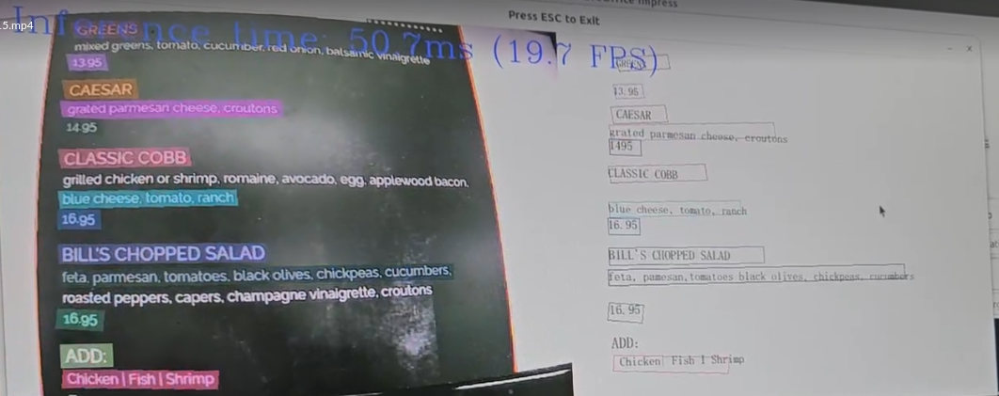 Press ESC to Exit
5.mp4
Inference time: 50.7ms (19.7 FPS)
GREENS
mixed greens, tomato, cucumber, red onion, balsamic vinaigrette
13.95
CAESAR
grated parmesan cheese, croutons
14.95
CLASSIC COBB
grilled chicken or shrimp, romaine, avocado, egg, applewood bacon,
blue cheese, tomato, ranch
16.95
BILL'S CHOPPED SALAD
feta, parmesan, tomatoes, black olives, chickpeas, cucumbers,
roasted peppers, capers, champagne vinaigrette, croutons
16.95
ADD:
Chicken | Fish | Shrimp
GREENS
13.95
CAESAR
grated parmesan cheese, croutons
1495
CLASSIC COBB
blue cheese, tomato, ranch
16.95
BILL'S CHOPPED SALAD
feta, pamesan,tomatoes black olives, chickpeas, cucumbers
16.95
ADD:
Chicken Fish | Shrimp